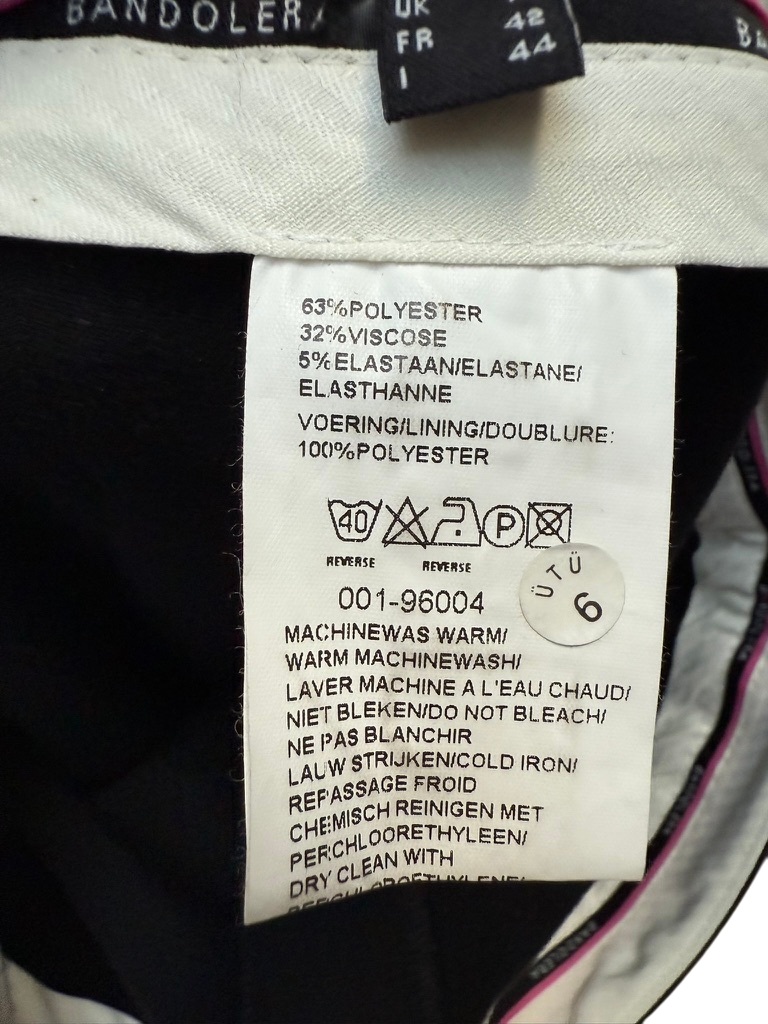 BANDOLERA
UK
FR 42
I 44
63%POLYESTER
32%VISCOSE
5%ELASTAAN/ELASTANE/
ELASTHANNE
VOERING/LINING/DOUBLURE:
100%POLYESTER
40 P
REVERSE REVERSE
001-96004
ÜTÜ
6
MACHINEWAS WARM/
WARM MACHINEWASH/
LAVER MACHINE A L'EAU CHAUD/
NIET BLEKEN/DO NOT BLEACH/
NE PAS BLANCHIR
LAUW STRIJKEN/COLD IRON/
REPASSAGE FROID
CHEMISCH REINIGEN MET
PERCHLOORETHYLEEN/
DRY CLEAN WITH